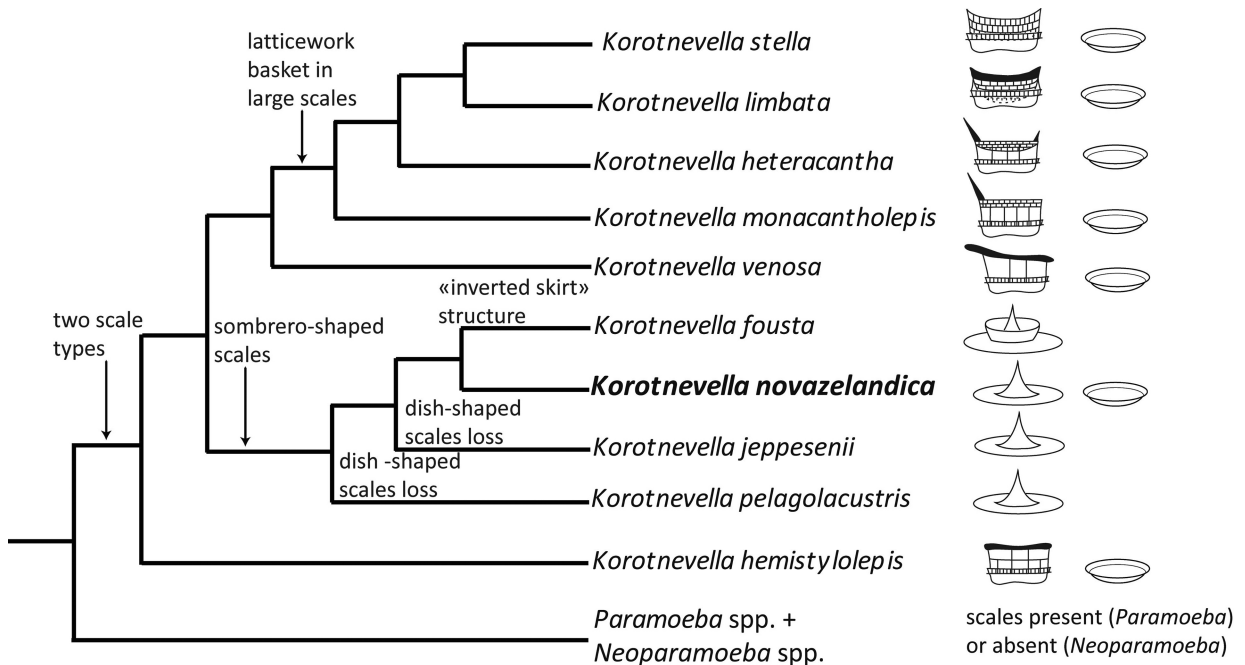 latticework
basket in
large scales
Korotnevella stella
Korotnevella limbata
Korotnevella heteracantha
Korotnevella monacantholepis
Korotnevella venosa
«inverted skirt»
structure
two scale
types
sombrero-shaped
scales
Korotnevella fousta
Korotnevella novazelandica
dish-shaped
scales loss
Korotnevella jeppesenii
dish -shaped
scales loss
Korotnevella pelagolacustris
Korotnevella hemistylolepis
Paramoeba spp. +
Neoparamoeba spp.
scales present (Paramoeba)
or absent (Neoparamoeba)